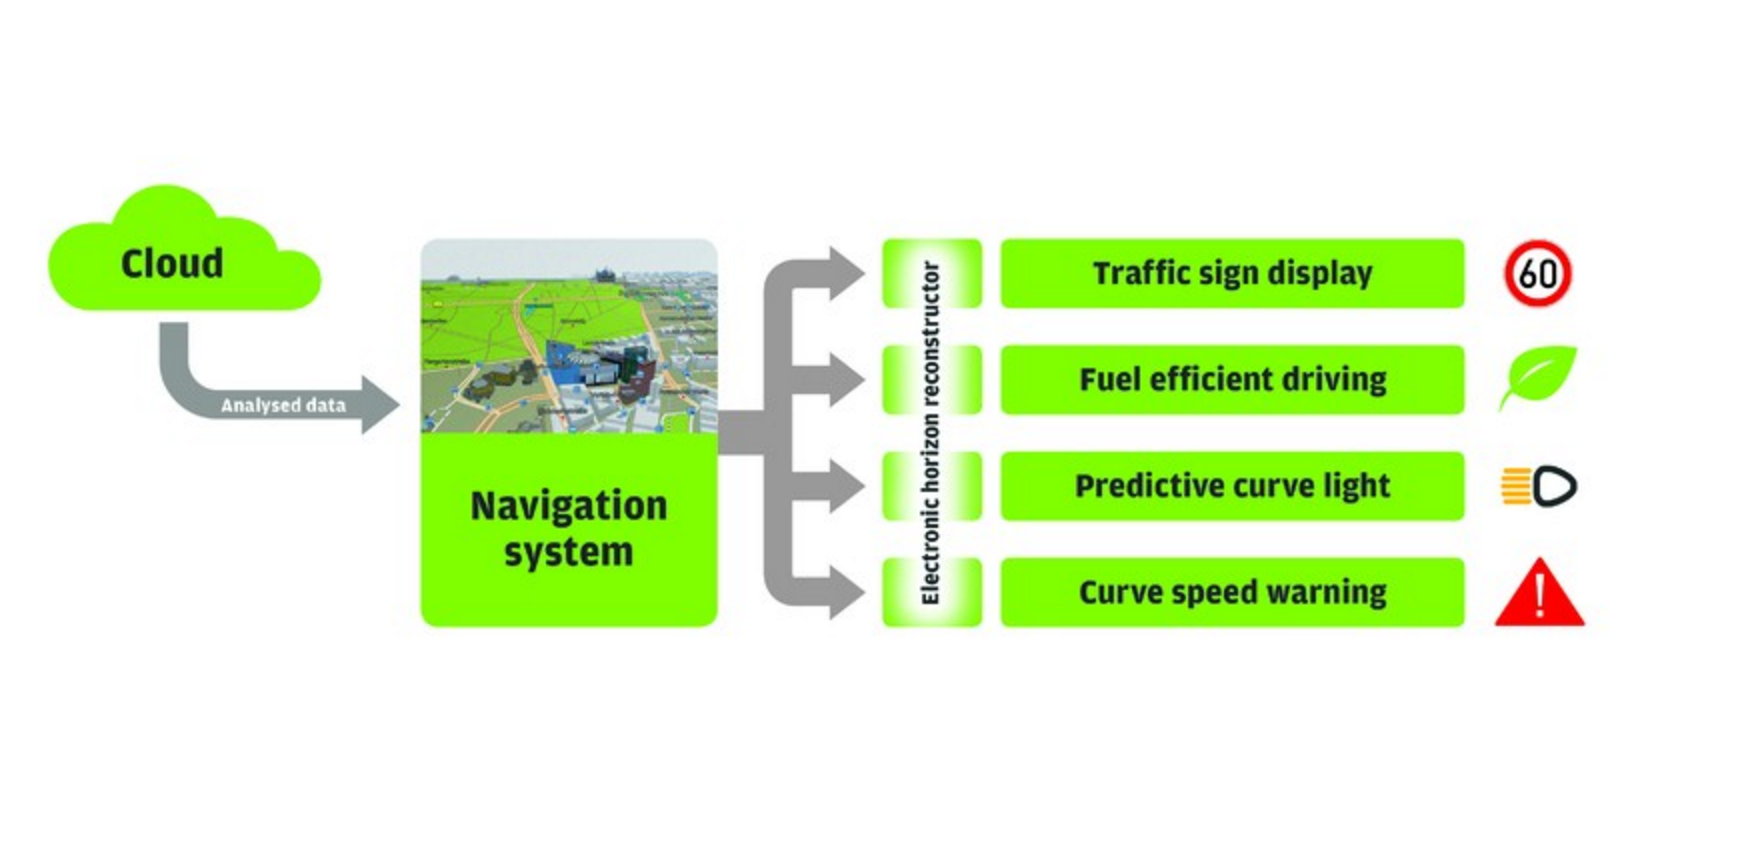 Cloud
Analysed data
Navigation
system
Electronic horizon reconstructor
Traffic sign display
60
Fuel efficient driving
Predictive curve light
Curve speed warning
!